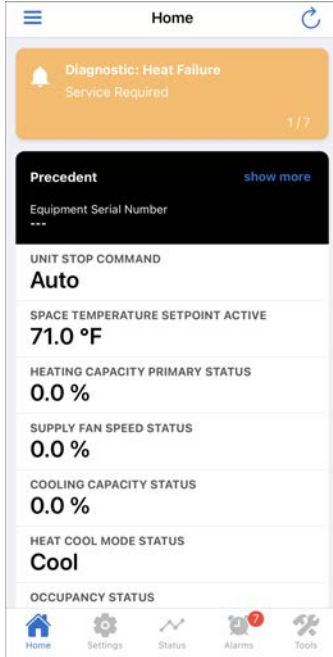 Home
Diagnostic: Heat Failure
Service Required
1 / 7
Precedent show more
Equipment Serial Number
---
UNIT STOP COMMAND
Auto
SPACE TEMPERATURE SETPOINT ACTIVE
71.0 °F
HEATING CAPACITY PRIMARY STATUS
0.0 %
SUPPLY FAN SPEED STATUS
0.0 %
COOLING CAPACITY STATUS
0.0 %
HEAT COOL MODE STATUS
Cool
OCCUPANCY STATUS
7
Home Settings Status Alarms Tools